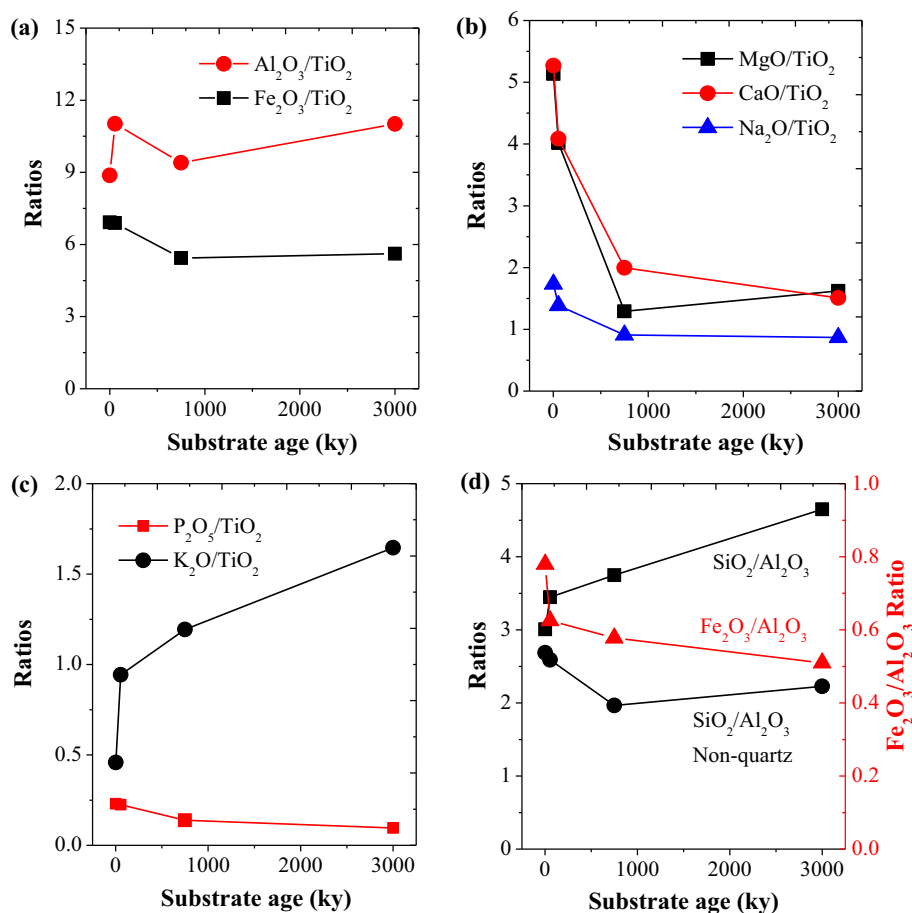 (a)
15
12
9
6
3
0
Ratios
Al₂O₃/TiO₂
Fe₂O₃/TiO₂
0 1000 2000 3000
Substrate age (ky)
(b)
6
5
4
3
2
1
0
Ratios
MgO/TiO₂
CaO/TiO₂
Na₂O/TiO₂
0 1000 2000 3000
Substrate age (ky)
(c)
2.0
1.5
1.0
0.5
0.0
Ratios
P₂O₅/TiO₂
K₂O/TiO₂
0 1000 2000 3000
Substrate age (ky)
(d)
5
4
3
2
1
0
Ratios
SiO₂/Al₂O₃
Fe₂O₃/Al₂O₃
SiO₂/Al₂O₃
Non-quartz
1.0
0.8
0.6
0.4
0.2
0.0
Fe₂O₃/Al₂O₃ Ratio
0 1000 2000 3000
Substrate age (ky)